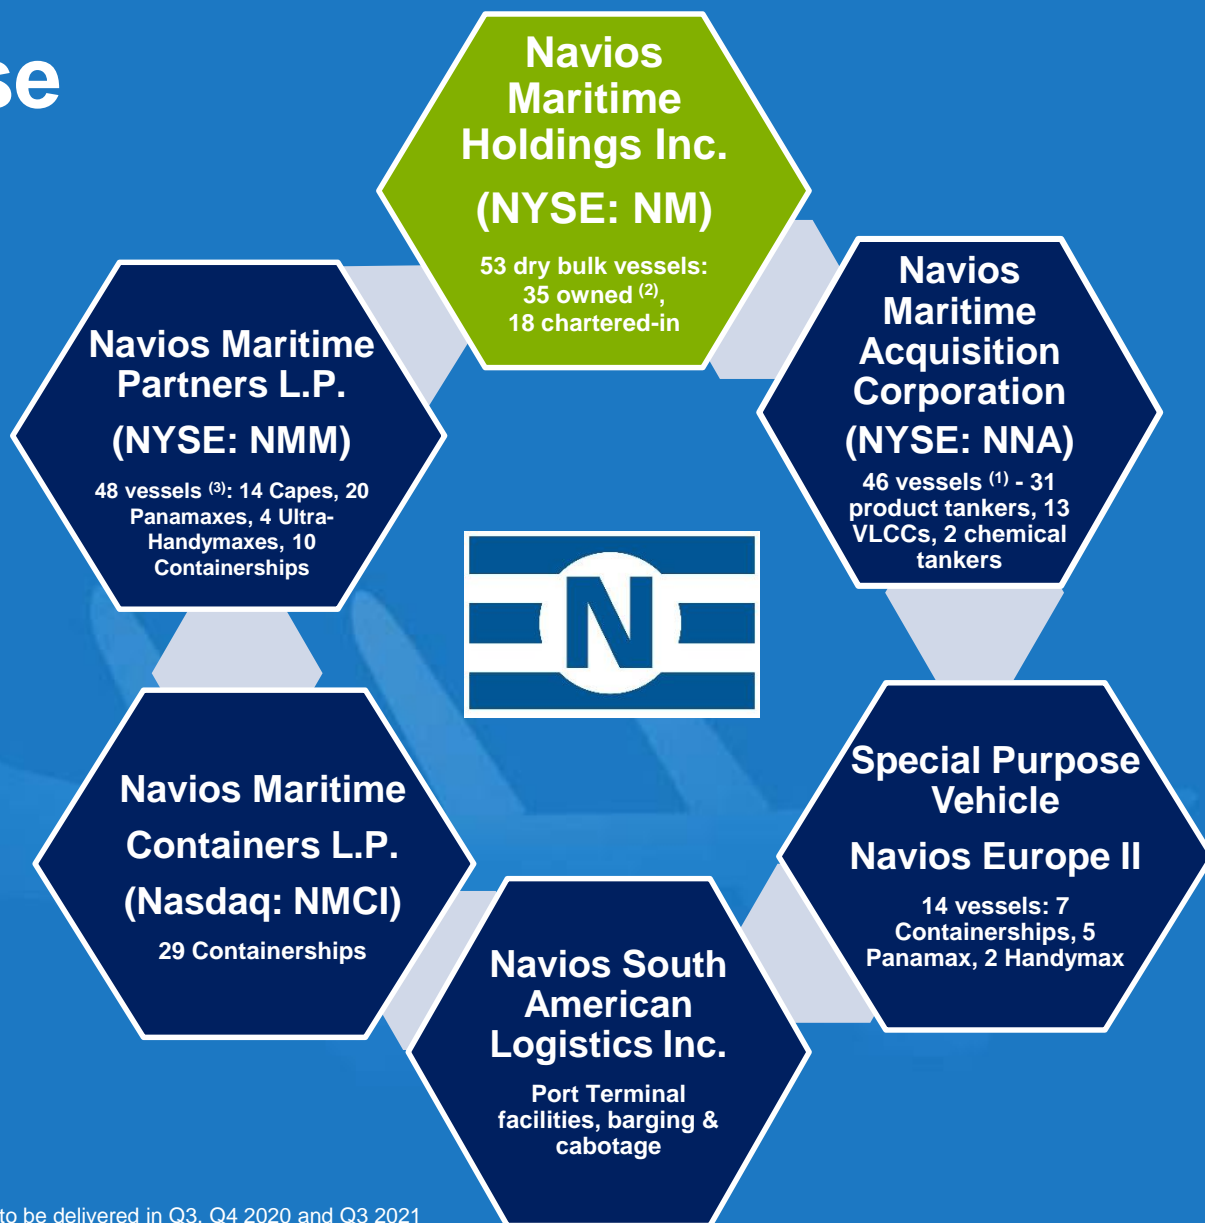 se
Navios
Maritime
Holdings Inc.
(NYSE: NM)
53 dry bulk vessels:
35 owned (2),
18 chartered-in
Navios Maritime
Partners L.P.
(NYSE: NMM)
48 vessels (3): 14 Capes, 20
Panamaxes, 4 Ultra-
Handymaxes, 10
Containerships
Navios
Maritime
Acquisition
Corporation
(NYSE: NNA)
46 vessels (1) - 31
product tankers, 13
VLCCs, 2 chemical
tankers
N
Navios Maritime
Containers L.P.
(Nasdaq: NMCI)
29 Containerships
Special Purpose
Vehicle
Navios Europe II
14 vessels: 7
Containerships, 5
Panamax, 2 Handymax
Navios South
American
Logistics Inc.
Port Terminal
facilities, barging &
cabotage
to be delivered in Q3, Q4 2020 and Q3 2021